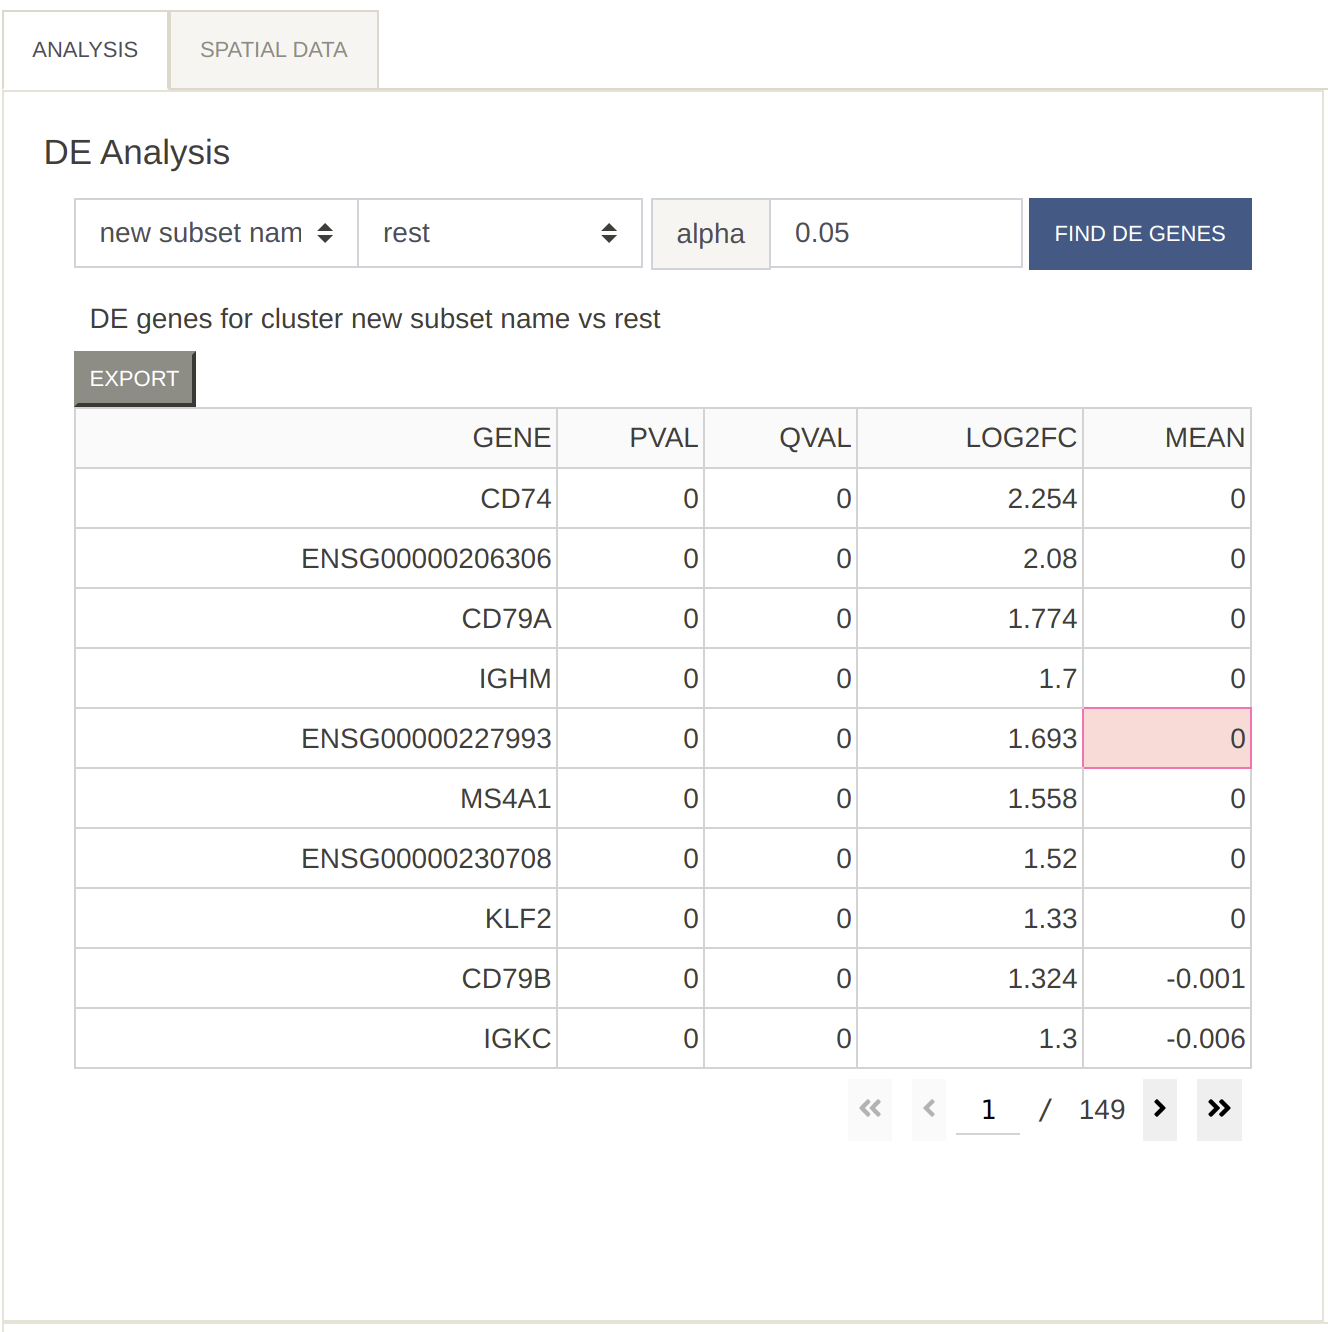 ANALYSIS SPATIAL DATA
DE Analysis
new subset nam rest alpha 0.05 FIND DE GENES
DE genes for cluster new subset name vs rest
EXPORT
GENE PVAL QVAL LOG2FC MEAN
CD74 0 0 2.254 0
ENSG00000206306 0 0 2.08 0
CD79A 0 0 1.774 0
IGHM 0 0 1.7 0
ENSG00000227993 0 0 1.693 0
MS4A1 0 0 1.558 0
ENSG00000230708 0 0 1.52 0
KLF2 0 0 1.33 0
CD79B 0 0 1.324 -0.001
IGKC 0 0 1.3 -0.006
1 / 149